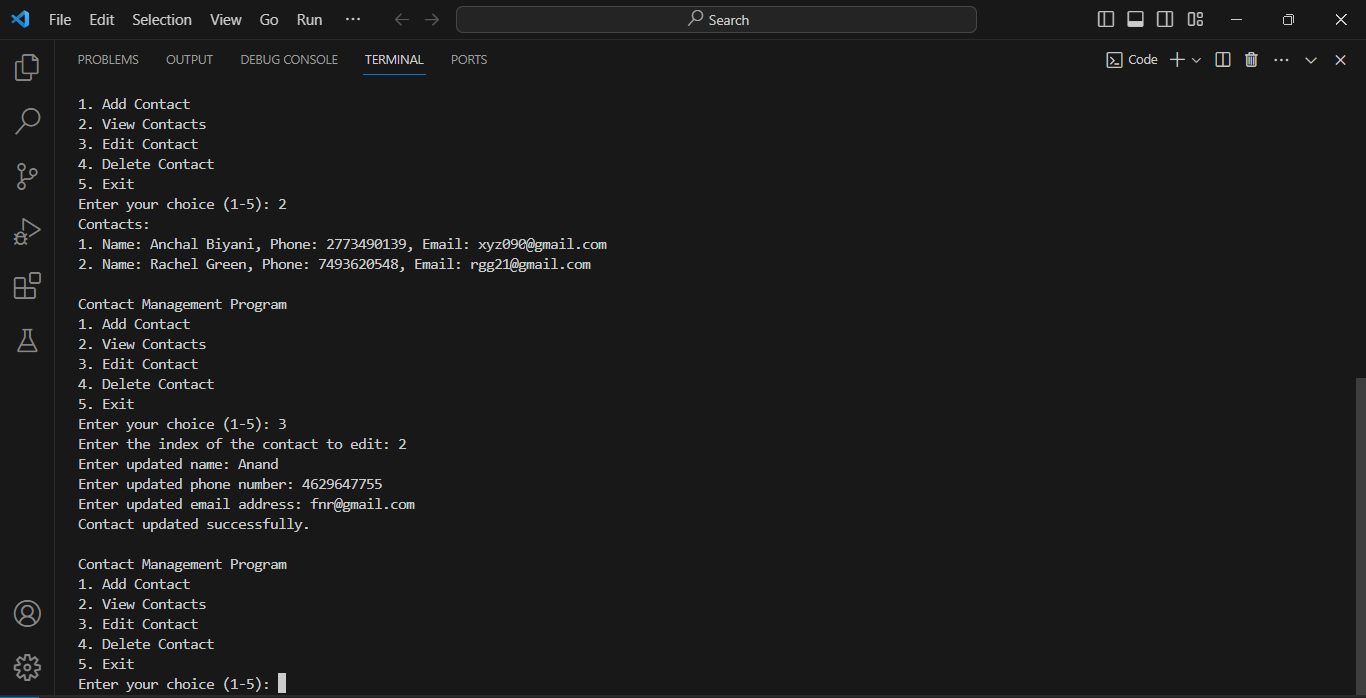 File Edit Selection View Go Run ··· Search
PROBLEMS OUTPUT DEBUG CONSOLE TERMINAL PORTS Code
1. Add Contact
2. View Contacts
3. Edit Contact
4. Delete Contact
5. Exit
Enter your choice (1-5): 2
Contacts:
1. Name: Anchal Biyani, Phone: 2773490139, Email: xyz090@gmail.com
2. Name: Rachel Green, Phone: 7493620548, Email: rgg21@gmail.com
Contact Management Program
1. Add Contact
2. View Contacts
3. Edit Contact
4. Delete Contact
5. Exit
Enter your choice (1-5): 3
Enter the index of the contact to edit: 2
Enter updated name: Anand
Enter updated phone number: 4629647755
Enter updated email address: fnr@gmail.com
Contact updated successfully.
Contact Management Program
1. Add Contact
2. View Contacts
3. Edit Contact
4. Delete Contact
5. Exit
Enter your choice (1-5):